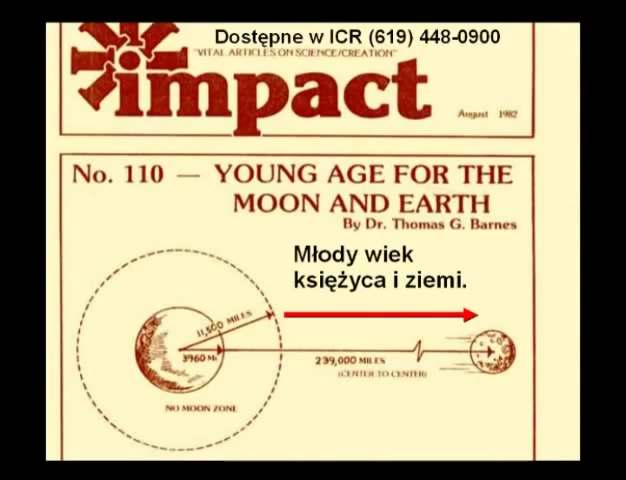 Dostępne w ICR (619) 448-0900
"VITAL ARTICLES ON SCIENCE/CREATION"
impact
August 1982
No. 110 — YOUNG AGE FOR THE
MOON AND EARTH
By Dr. Thomas G. Barnes
Młody wiek
księżyca i ziemi.
11,500 MILES
3960 Mi.
239,000 MILES
(CENTER TO CENTER)
NO MOON ZONE